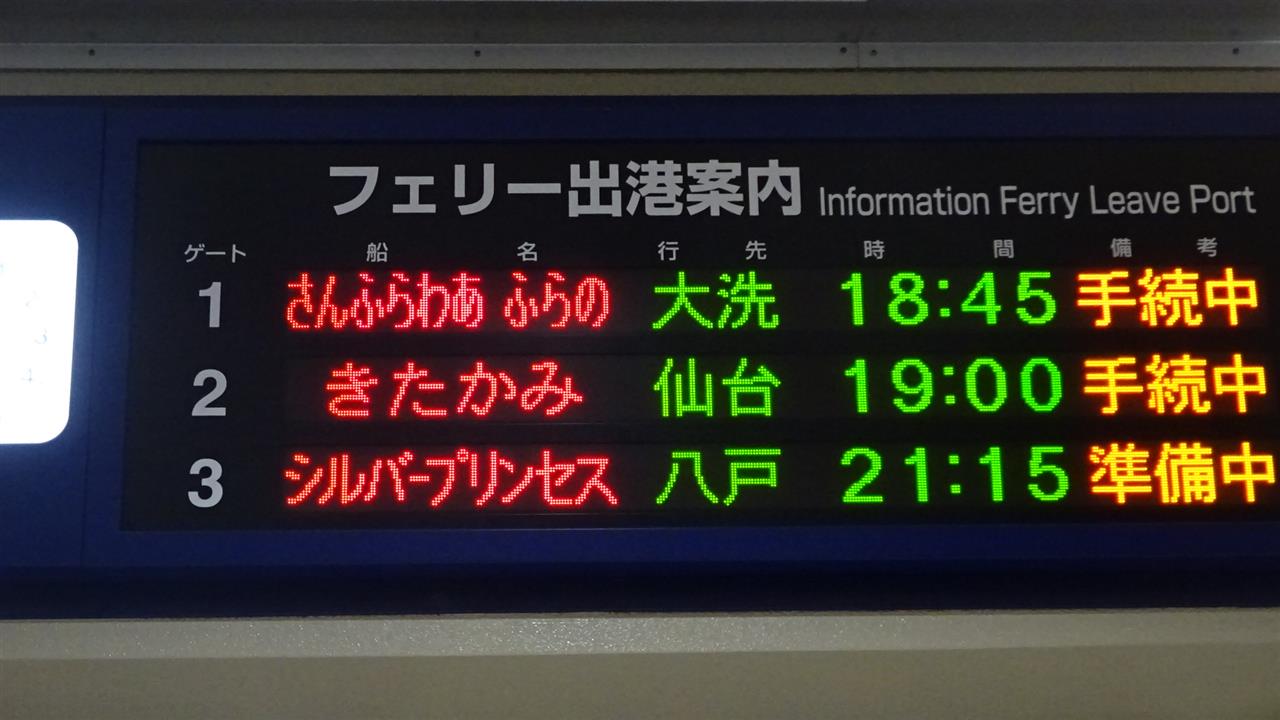 フェリー出港案内 Information Ferry Leave Port
ゲート 船名 行先 時間 備考
1 さんふらわあ ふらの 大洗 18:45 手続中
2 きたかみ 仙台 19:00 手続中
3 シルバープリンセス 八戸 21:15 準備中
2
3
4